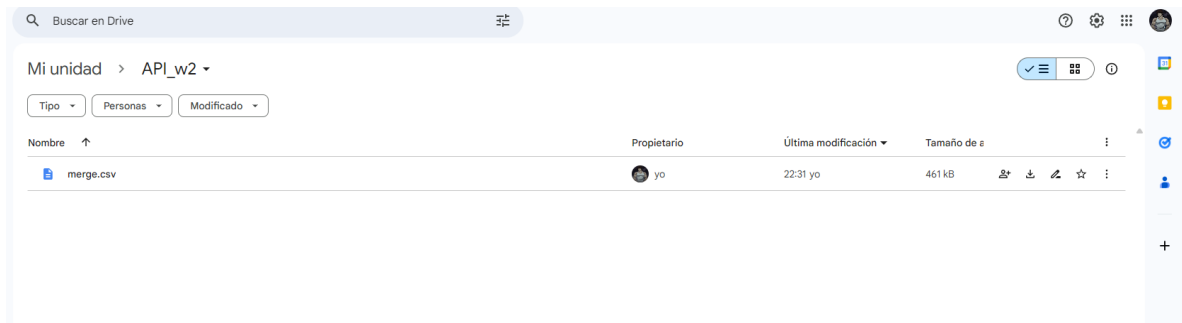 Buscar en Drive
Mi unidad > API_w2
Tipo Personas Modificado
Nombre Propietario Última modificación Tamaño de a
merge.csv yo 22:31 yo 461 kB
31